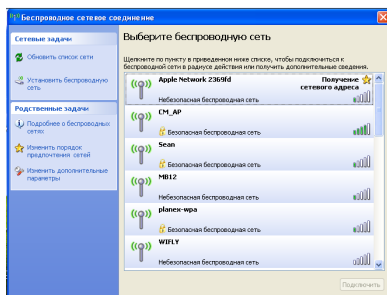 Беспроводное сетевое соединение
Сетевые задачи
Обновить список сети
Установить беспроводную
сеть
Родственные задачи
Подробнее о беспроводных
сетях
Изменить порядок
предпочтения сетей
Изменить дополнительные
параметры
Выберите беспроводную сеть
Щелкните по пункту в приведенном ниже списке, чтобы подключиться к
беспроводной сети в радиусе действия или получить дополнительные сведения.
Apple Network 2369fd
Получение
сетевого адреса
Небезопасная беспроводная сеть
CM_AP
Безопасная беспроводная сеть
Sean
Безопасная беспроводная сеть
MB12
Небезопасная беспроводная сеть
planex-wpa
Безопасная беспроводная сеть
WIFLY
Небезопасная беспроводная сеть
Подключить